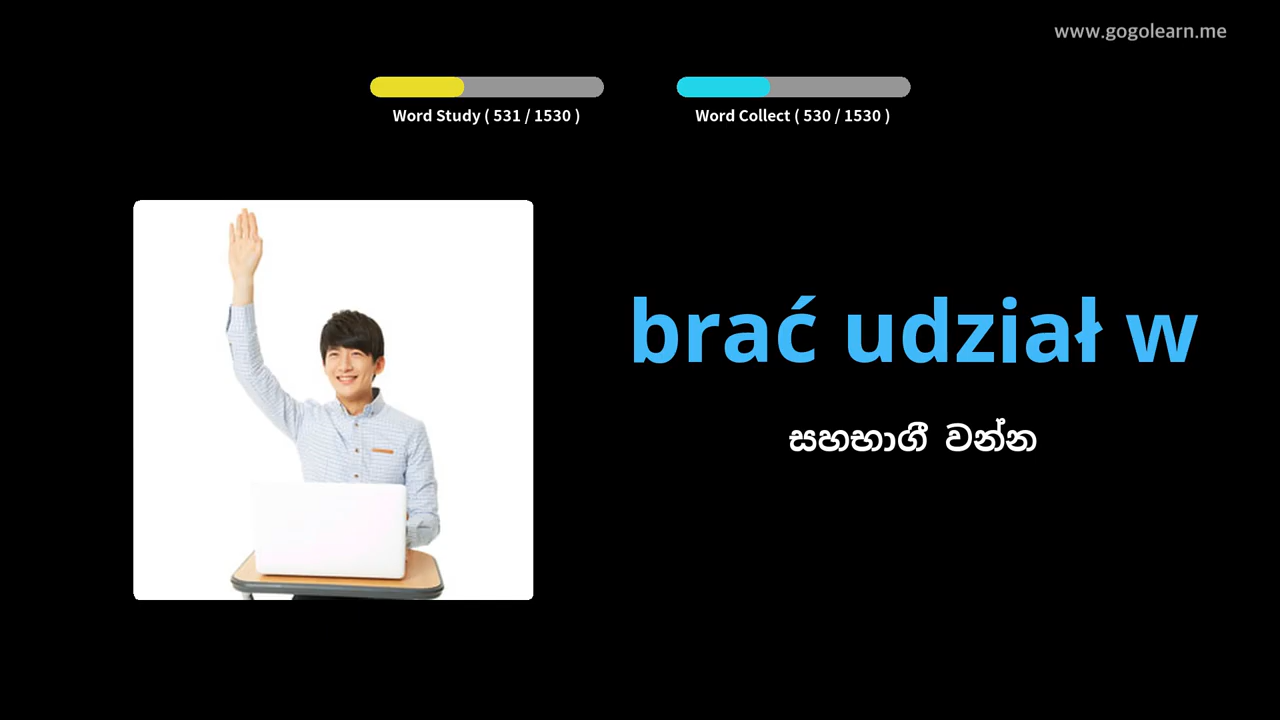 www.gogolearn.me
Word Study ( 531 / 1530 )
Word Collect ( 530 / 1530 )
brać udział w
සහභාගී වන්න